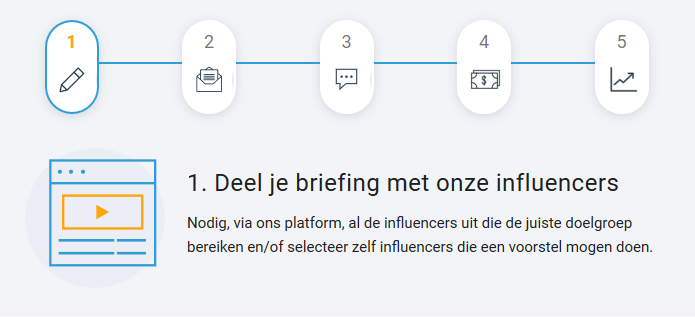 1 2 3 4 5
1. Deel je briefing met onze influencers
Nodig, via ons platform, al de influencers uit die de juiste doelgroep
bereiken en/of selecteer zelf influencers die een voorstel mogen doen.